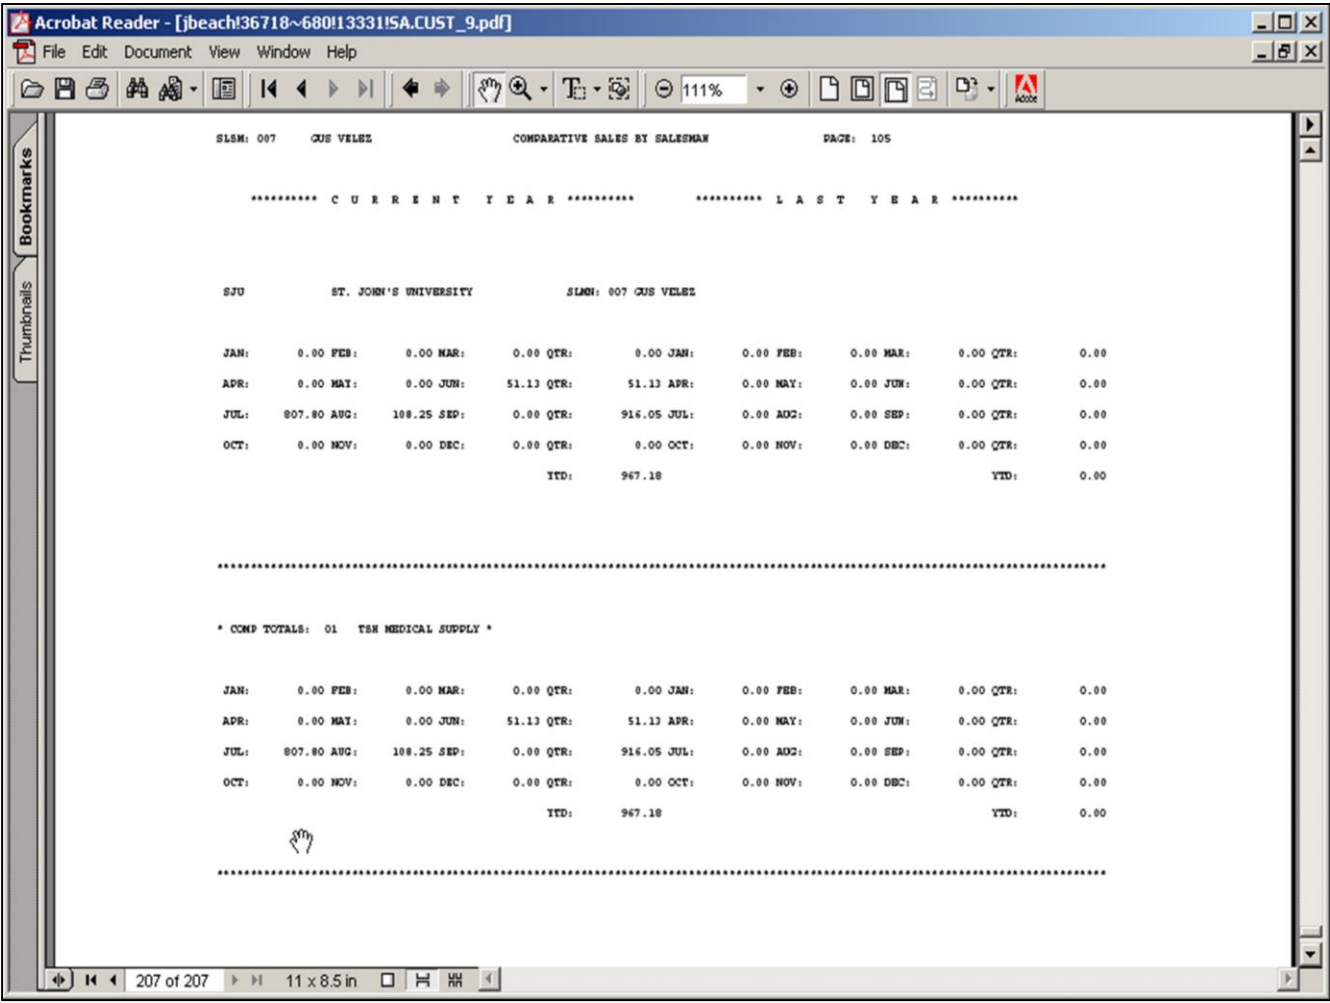 Acrobat Reader - [jbeach!36718~680!13331!SA.CUST_9.pdf]
File Edit Document View Window Help
111%
Adobe
Bookmarks
Thumbnails
SLSM: 007 GUS VELEZ COMPARATIVE SALES BY SALESMAN PAGE: 105
********** C U R R E N T Y E A R ********** ********** L A S T Y E A R **********
SJU ST. JOHN'S UNIVERSITY SLMN: 007 GUS VELEZ
JAN: 0.00 FEB: 0.00 MAR: 0.00 QTR: 0.00 JAN: 0.00 FEB: 0.00 MAR: 0.00 QTR: 0.00
APR: 0.00 MAY: 0.00 JUN: 51.13 QTR: 51.13 APR: 0.00 MAY: 0.00 JUN: 0.00 QTR: 0.00
JUL: 807.80 AUG: 108.25 SEP: 0.00 QTR: 916.05 JUL: 0.00 AUG: 0.00 SEP: 0.00 QTR: 0.00
OCT: 0.00 NOV: 0.00 DEC: 0.00 QTR: 0.00 OCT: 0.00 NOV: 0.00 DEC: 0.00 QTR: 0.00
YTD: 967.18 YTD: 0.00
* COMP TOTALS: 01 TSH MEDICAL SUPPLY *
JAN: 0.00 FEB: 0.00 MAR: 0.00 QTR: 0.00 JAN: 0.00 FEB: 0.00 MAR: 0.00 QTR: 0.00
APR: 0.00 MAY: 0.00 JUN: 51.13 QTR: 51.13 APR: 0.00 MAY: 0.00 JUN: 0.00 QTR: 0.00
JUL: 807.80 AUG: 108.25 SEP: 0.00 QTR: 916.05 JUL: 0.00 AUG: 0.00 SEP: 0.00 QTR: 0.00
OCT: 0.00 NOV: 0.00 DEC: 0.00 QTR: 0.00 OCT: 0.00 NOV: 0.00 DEC: 0.00 QTR: 0.00
YTD: 967.18 YTD: 0.00
207 of 207 11 x 8.5 in